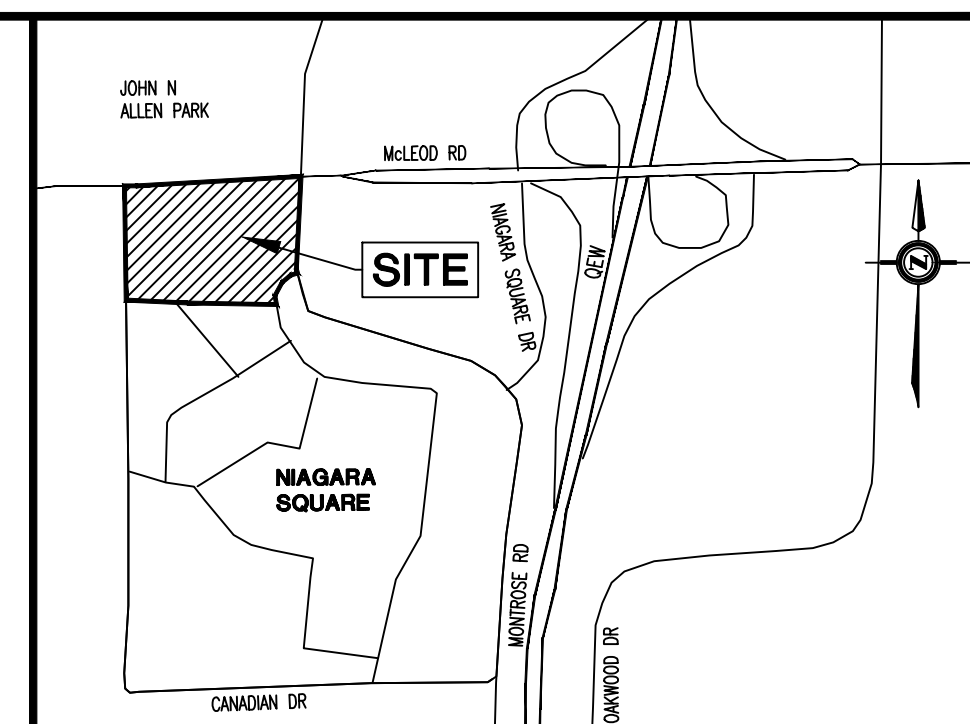 JOHN N
ALLEN PARK
McLEOD RD
NIAGARA SQUARE DR
SITE
QEW
N
NIAGARA
SQUARE
MONTROSE RD
OAKWOOD DR
CANADIAN DR